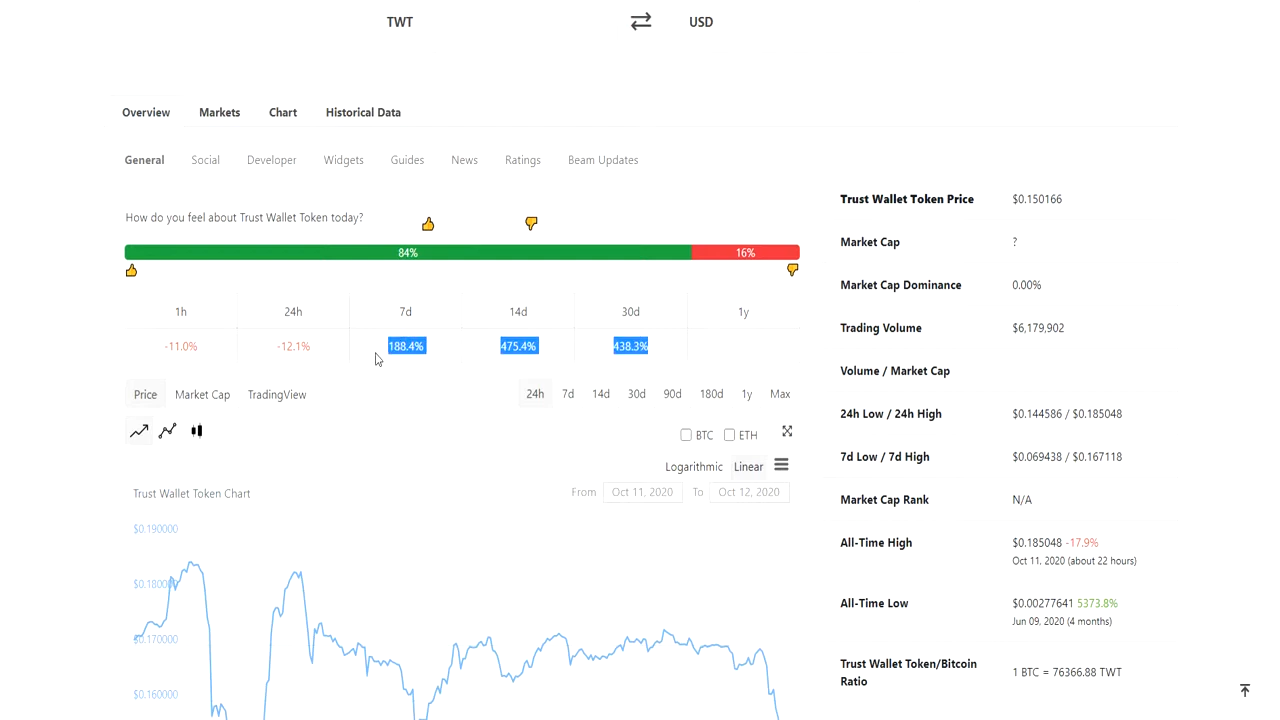 TWT USD
Overview Markets Chart Historical Data
General Social Developer Widgets Guides News Ratings Beam Updates
How do you feel about Trust Wallet Token today?
84% 16%
1h 24h 7d 14d 30d 1y
-11.0% -12.1% 188.4% 475.4% 438.3%
Price Market Cap TradingView 24h 7d 14d 30d 90d 180d 1y Max
BTC ETH
Logarithmic Linear
Trust Wallet Token Chart From Oct 11, 2020 To Oct 12, 2020
$0.190000
$0.180000
$0.170000
$0.160000
Trust Wallet Token Price $0.150166
Market Cap ?
Market Cap Dominance 0.00%
Trading Volume $6,179,902
Volume / Market Cap
24h Low / 24h High $0.144586 / $0.185048
7d Low / 7d High $0.069438 / $0.167118
Market Cap Rank N/A
All-Time High $0.185048 -17.9%
Oct 11, 2020 (about 22 hours)
All-Time Low $0.00277641 5373.8%
Jun 09, 2020 (4 months)
Trust Wallet Token/Bitcoin
Ratio 1 BTC = 76366.88 TWT